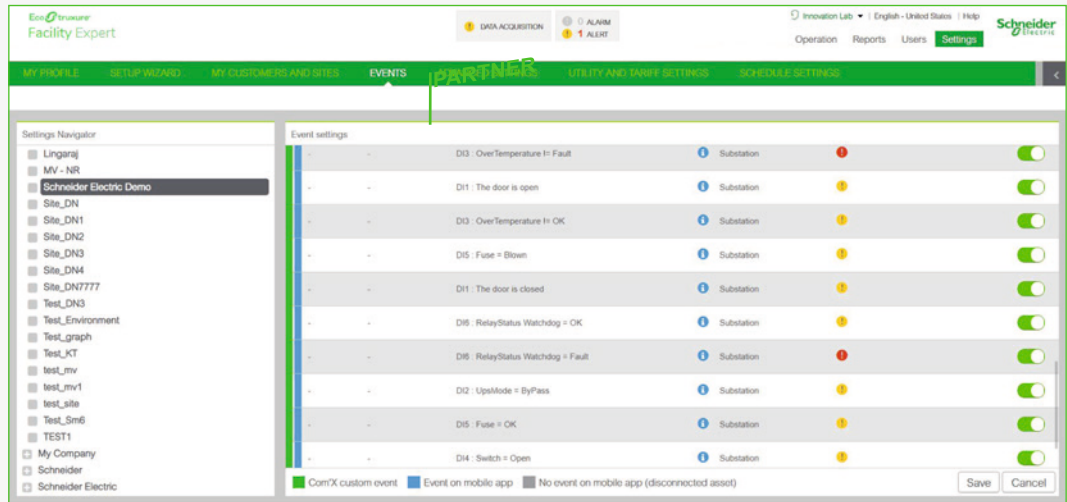 EcoStruxure
Facility Expert
DATA ACQUISITION
0 ALARM
1 ALERT
Innovation Lab | English - United States | Help
Operation Reports Users Settings
Schneider
Electric
MY PROFILE SETUP WIZARD MY CUSTOMERS AND SITES EVENTS PARTNER SETTINGS UTILITY AND TARIFF SETTINGS SCHEDULE SETTINGS
Settings Navigator
Lingaraj
MV - NR
Schneider Electric Demo
Site_DN
Site_DN1
Site_DN2
Site_DN3
Site_DN4
Site_DN7777
Test_DN3
Test_Environment
Test_graph
Test_KT
test_mv
test_mv1
test_site
Test_Sm6
TEST1
My Company
Schneider
Schneider Electric
Event settings
- - DI3 : OverTemperature != Fault Substation
- - DI1 : The door is open Substation
- - DI3 : OverTemperature != OK Substation
- - DI5 : Fuse = Blown Substation
- - DI1 : The door is closed Substation
- - DI6 : RelayStatus Watchdog = OK Substation
- - DI6 : RelayStatus Watchdog = Fault Substation
- - DI2 : UpsMode = ByPass Substation
- - DI5 : Fuse = OK Substation
- - DI4 : Switch = Open Substation
Com'X custom event Event on mobile app No event on mobile app (disconnected asset)
Save Cancel